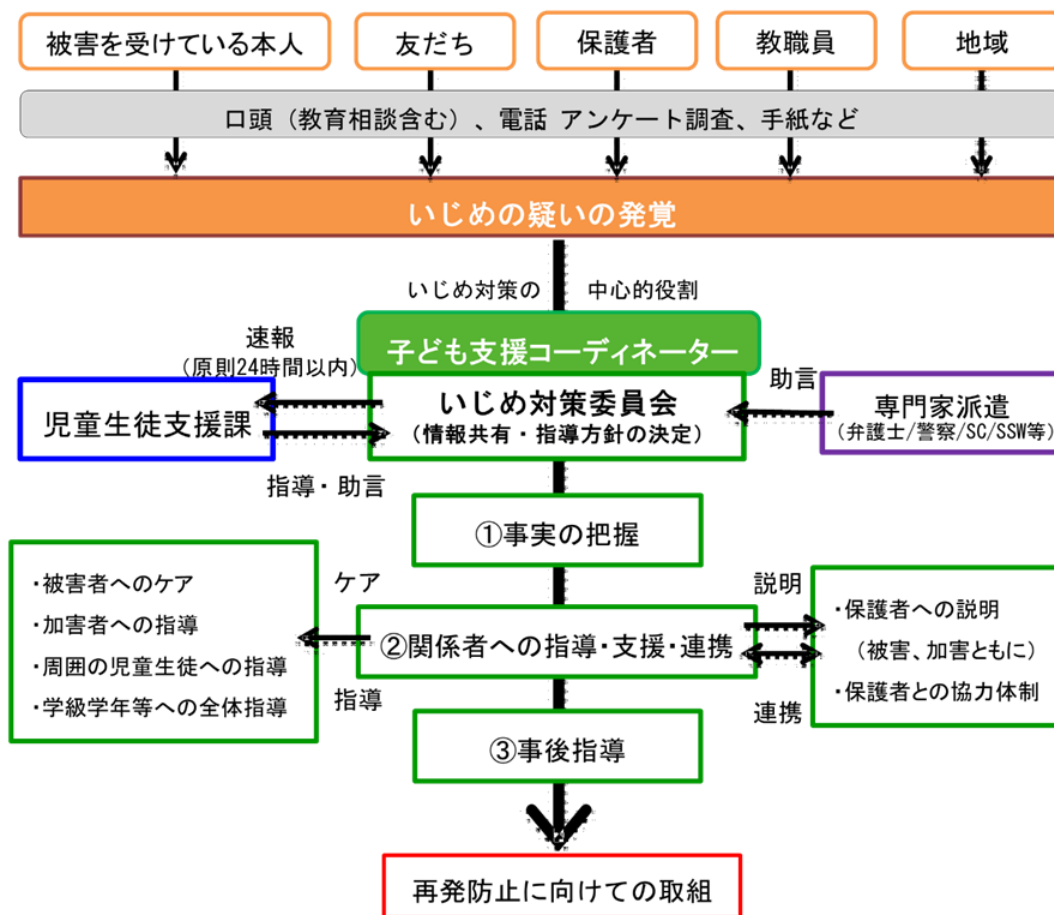 被害を受けている本人
友だち
保護者
教職員
地域
口頭（教育相談含む）、電話 アンケート調査、手紙など
いじめの疑いの発覚
いじめ対策の 中心的役割
子ども支援コーディネーター
速報
（原則24時間以内）
児童生徒支援課
指導・助言
いじめ対策委員会
（情報共有・指導方針の決定）
助言
専門家派遣
（弁護士/警察/SC/SSW等）
①事実の把握
・被害者へのケア
・加害者への指導
・周囲の児童生徒への指導
・学級学年等への全体指導
ケア
指導
②関係者への指導・支援・連携
説明
連携
・保護者への説明
（被害、加害ともに）
・保護者との協力体制
③事後指導
再発防止に向けての取組